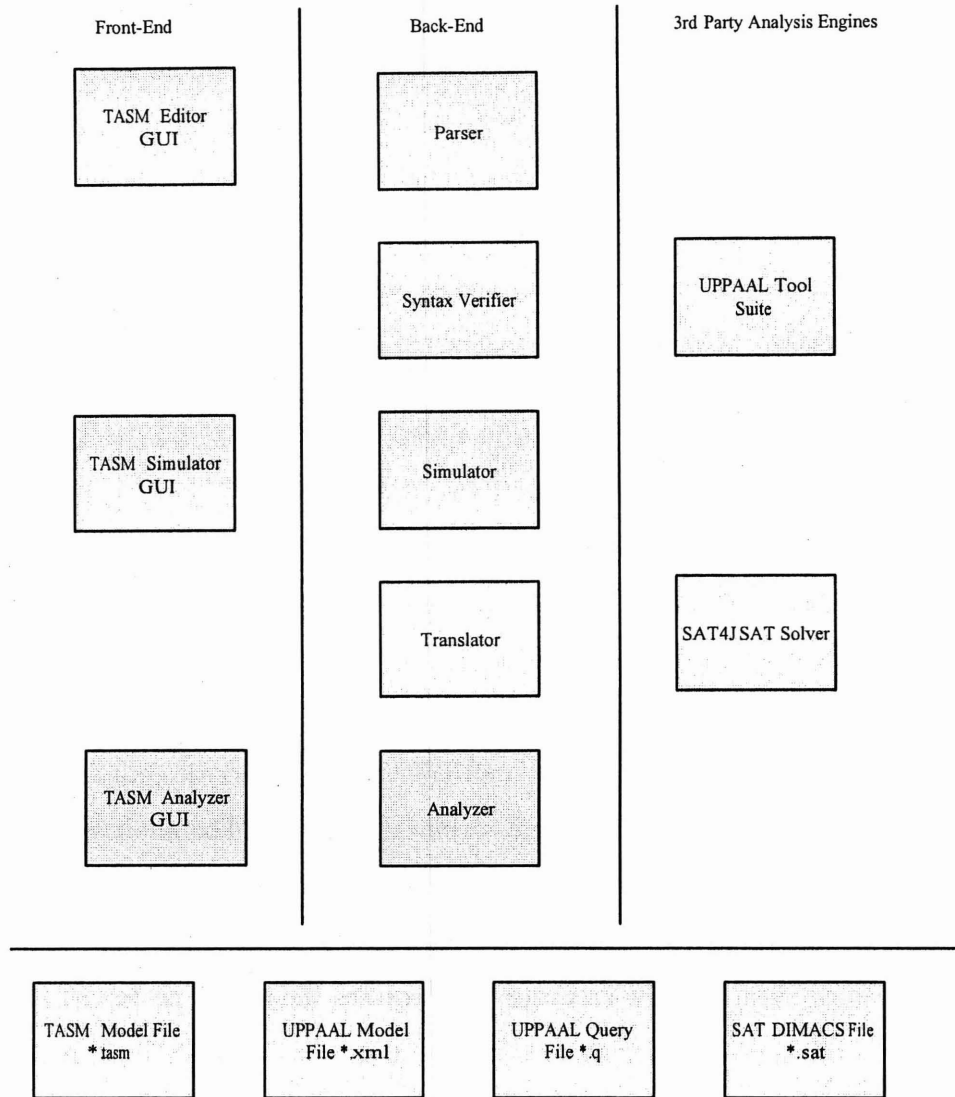 Front-End
Back-End
3rd Party Analysis Engines
TASM Editor
GUI
Parser
Syntax Verifier
UPPAAL Tool
Suite
TASM Simulator
GUI
Simulator
Translator
SAT4J SAT Solver
TASM Analyzer
GUI
Analyzer
TASM Model File
*.tasm
UPPAAL Model
File *.xml
UPPAAL Query
File *.q
SAT DIMACS File
*.sat